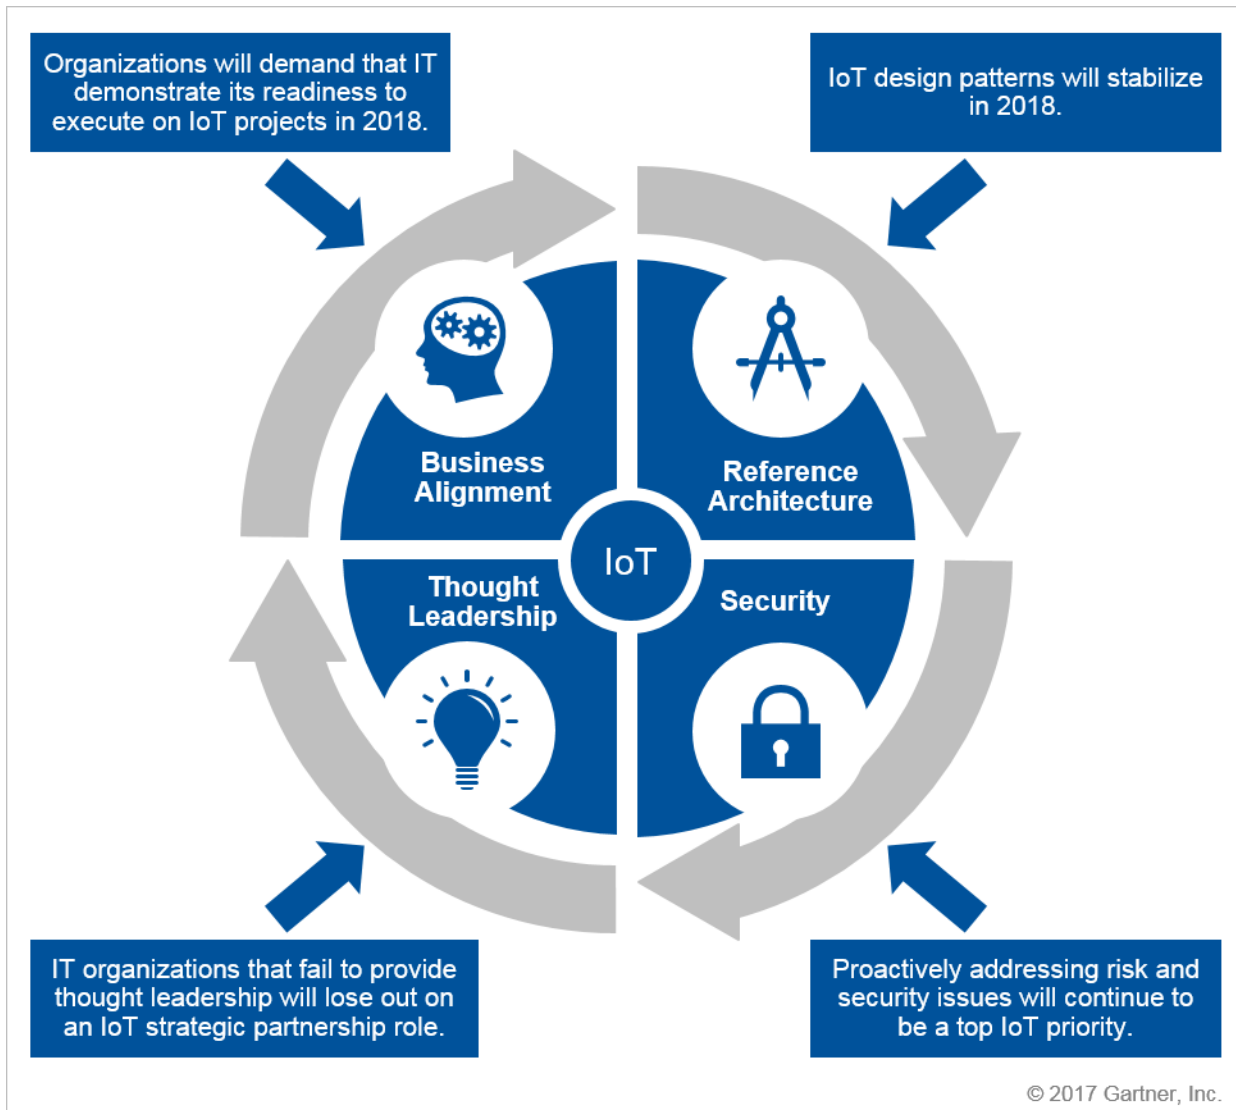 Organizations will demand that IT
demonstrate its readiness to
execute on IoT projects in 2018.
IoT design patterns will stabilize
in 2018.
Business
Alignment
Reference
Architecture
IoT
Thought
Leadership
Security
IT organizations that fail to provide
thought leadership will lose out on
an IoT strategic partnership role.
Proactively addressing risk and
security issues will continue to
be a top IoT priority.
© 2017 Gartner, Inc.